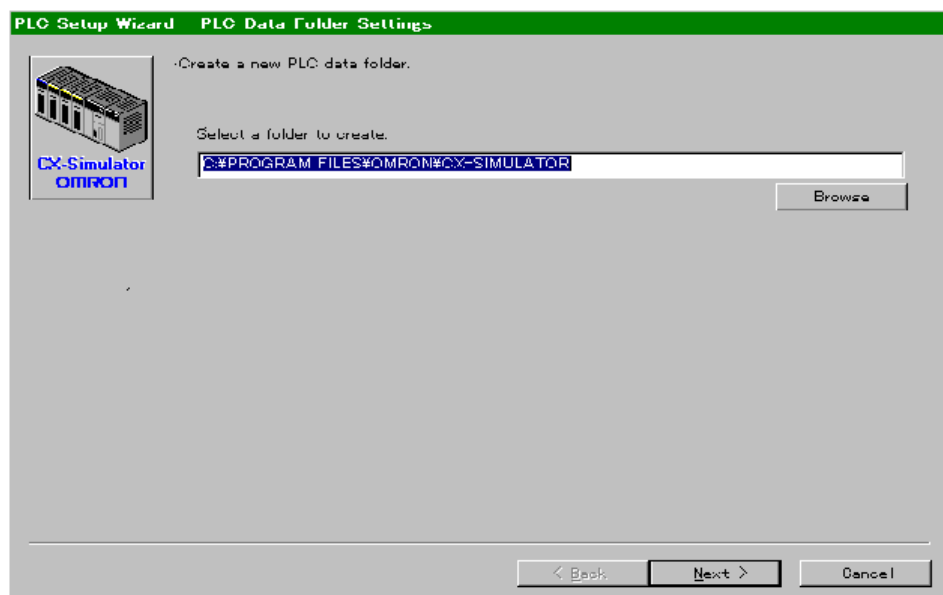 PLC Setup Wizard PLC Data Folder Settings
·Create a new PLC data folder.
Select a folder to create.
C:¥PROGRAM FILES¥OMRON¥CX-SIMULATOR
Browse
CX-Simulator
OMRON
< Back
Next >
Cancel